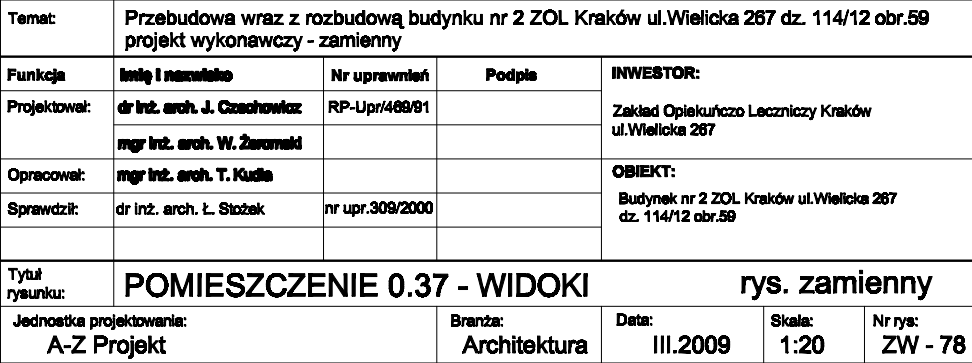 Temat: Przebudowa wraz z rozbudową budynku nr 2 ZOL Kraków ul.Wielicka 267 dz. 114/12 obr.59
projekt wykonawczy - zamienny
Funkcja Imię i nazwisko Nr uprawnień Podpis INWESTOR:
Projektował: dr inż. arch. J. Czechowicz RP-Upr/469/91 Zakład Opiekuńczo Leczniczy Kraków
ul.Wielicka 267
mgr inż. arch. W. Żeromski
Opracował: mgr inż. arch. T. Kudla OBIEKT:
Sprawdził: dr inż. arch. Ł. Stożek nr upr.309/2000 Budynek nr 2 ZOL Kraków ul.Wielicka 267
dz. 114/12 obr.59
Tytuł
rysunku: POMIESZCZENIE 0.37 - WIDOKI rys. zamienny
Jednostka projektowania: Branża: Data: Skala: Nr rys:
A-Z Projekt Architektura III.2009 1:20 ZW - 78